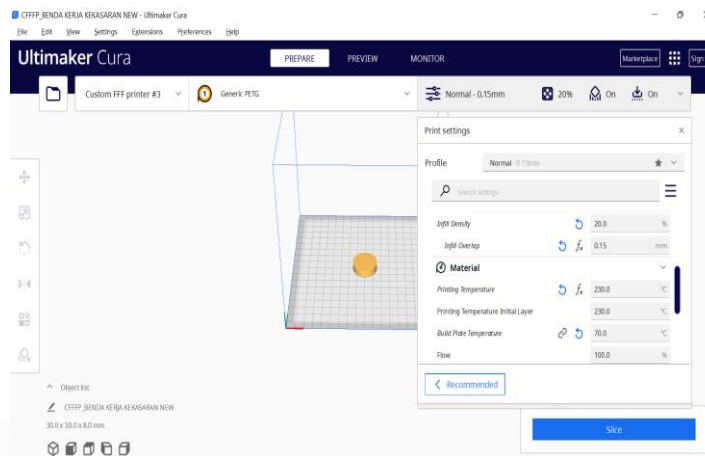 CFFFP_BENDA KERJA KEKASARAN NEW - Ultimaker Cura
File Edit View Settings Extensions Preferences Help
Ultimaker Cura PREPARE PREVIEW MONITOR Marketplace Sign
Custom FFF printer #3 1 Generic PETG Normal - 0.15mm 20% On On
Print settings
Profile Normal - 0.15mm
Search settings
Infill Density 20.0 %
Infill Overlap fx 0.15 mm
Material
Printing Temperature fx 230.0 °C
Printing Temperature Initial Layer 230.0 °C
Build Plate Temperature 70.0 °C
Flow 100.0 %
Recommended
Object list
CFFFP_BENDA KERJA KEKASARAN NEW
30.0 x 30.0 x 8.0 mm
Slice